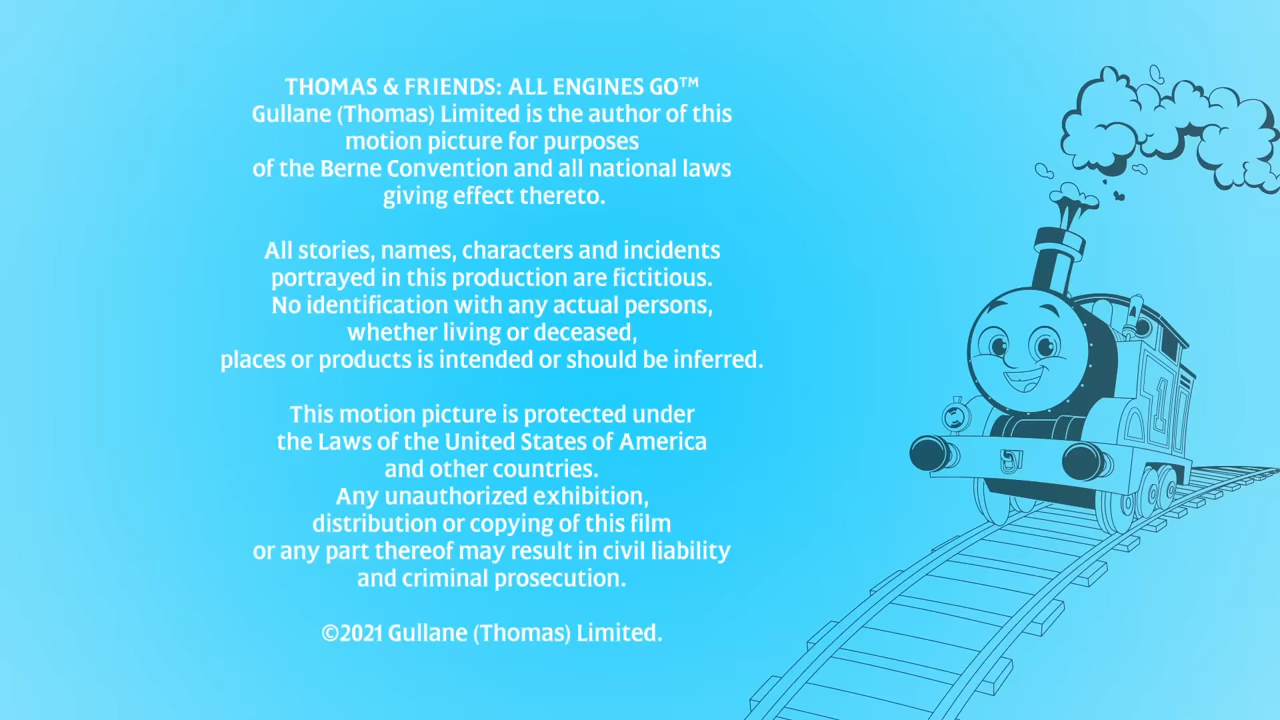 THOMAS & FRIENDS: ALL ENGINES GO™
Gullane (Thomas) Limited is the author of this
motion picture for purposes
of the Berne Convention and all national laws
giving effect thereto.
All stories, names, characters and incidents
portrayed in this production are fictitious.
No identification with any actual persons,
whether living or deceased,
places or products is intended or should be inferred.
This motion picture is protected under
the Laws of the United States of America
and other countries.
Any unauthorized exhibition,
distribution or copying of this film
or any part thereof may result in civil liability
and criminal prosecution.
©2021 Gullane (Thomas) Limited.
1